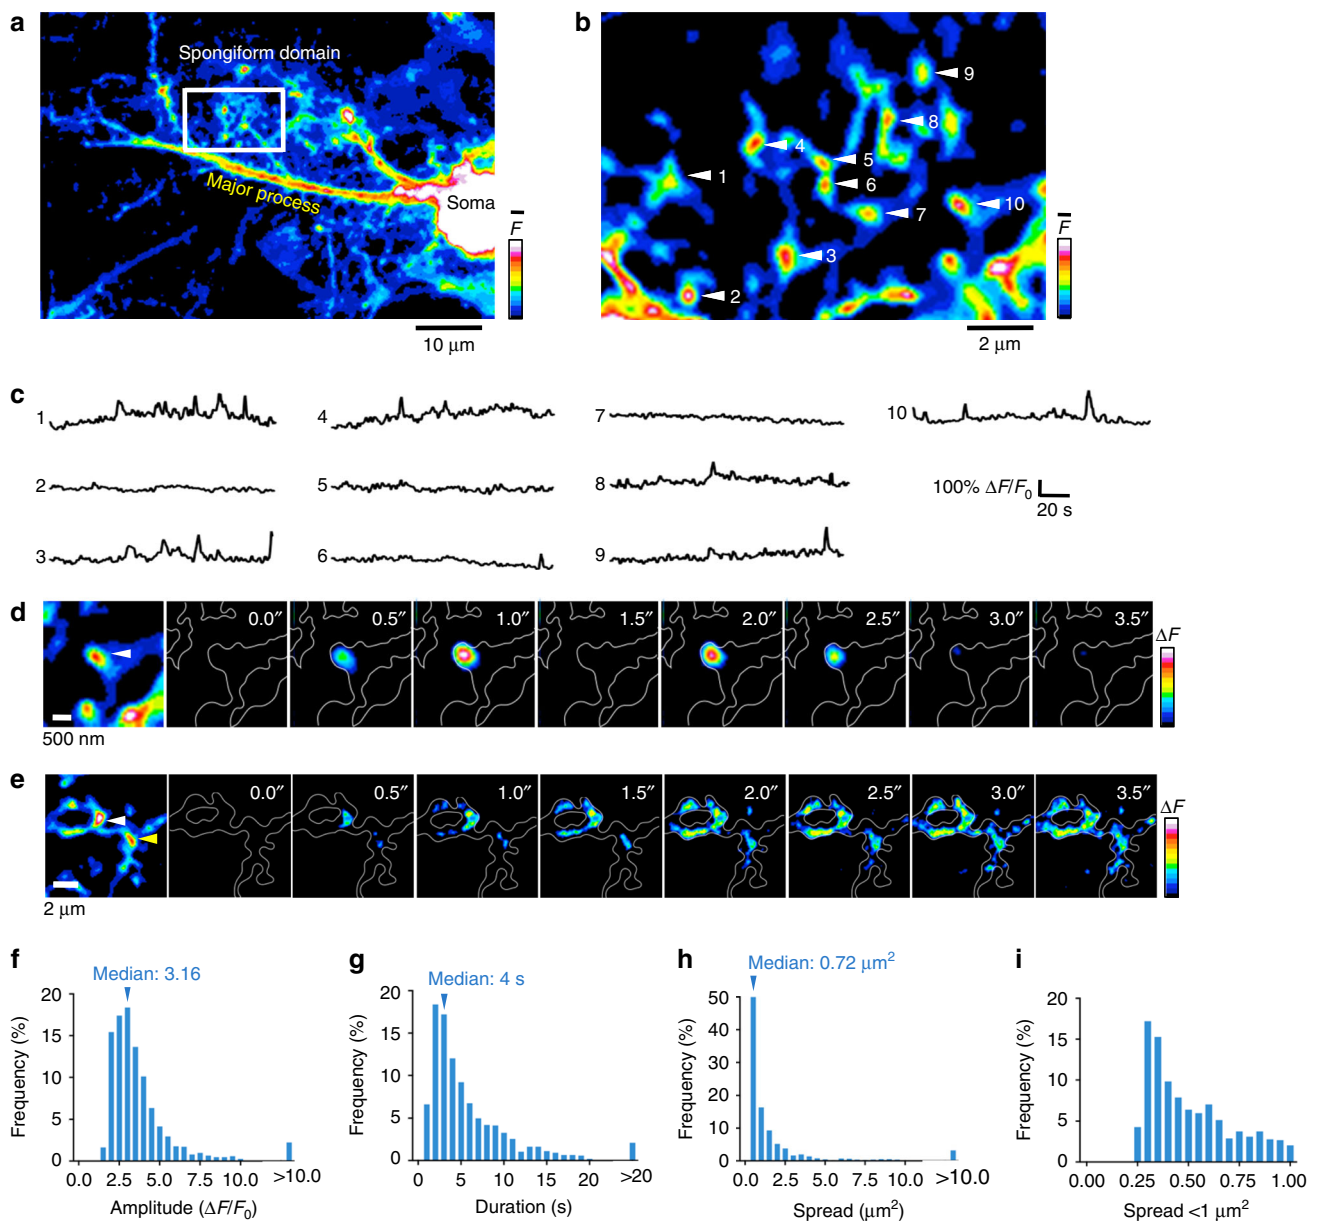 a
Spongiform domain
Major process
Soma
F
10 µm
b
1
2
3
4
5
6
7
8
9
10
F
2 µm
c
1
4
7
10
2
5
8
100% ΔF/F0
20 s
3
6
9
d
0.0″
0.5″
1.0″
1.5″
2.0″
2.5″
3.0″
3.5″
ΔF
500 nm
e
0.0″
0.5″
1.0″
1.5″
2.0″
2.5″
3.0″
3.5″
ΔF
2 µm
f
Median: 3.16
Frequency (%)
20
15
10
5
0
0.0
2.5
5.0
7.5
10.0
>10.0
Amplitude (ΔF/F0)
g
Median: 4 s
Frequency (%)
20
15
10
5
0
0
5
10
15
20
>20
Duration (s)
h
Median: 0.72 µm2
Frequency (%)
50
40
30
20
10
0
0.0
2.5
5.0
7.5
10.0
>10.0
Spread (µm2)
i
Frequency (%)
20
15
10
5
0
0.00
0.25
0.50
0.75
1.00
Spread <1 µm2